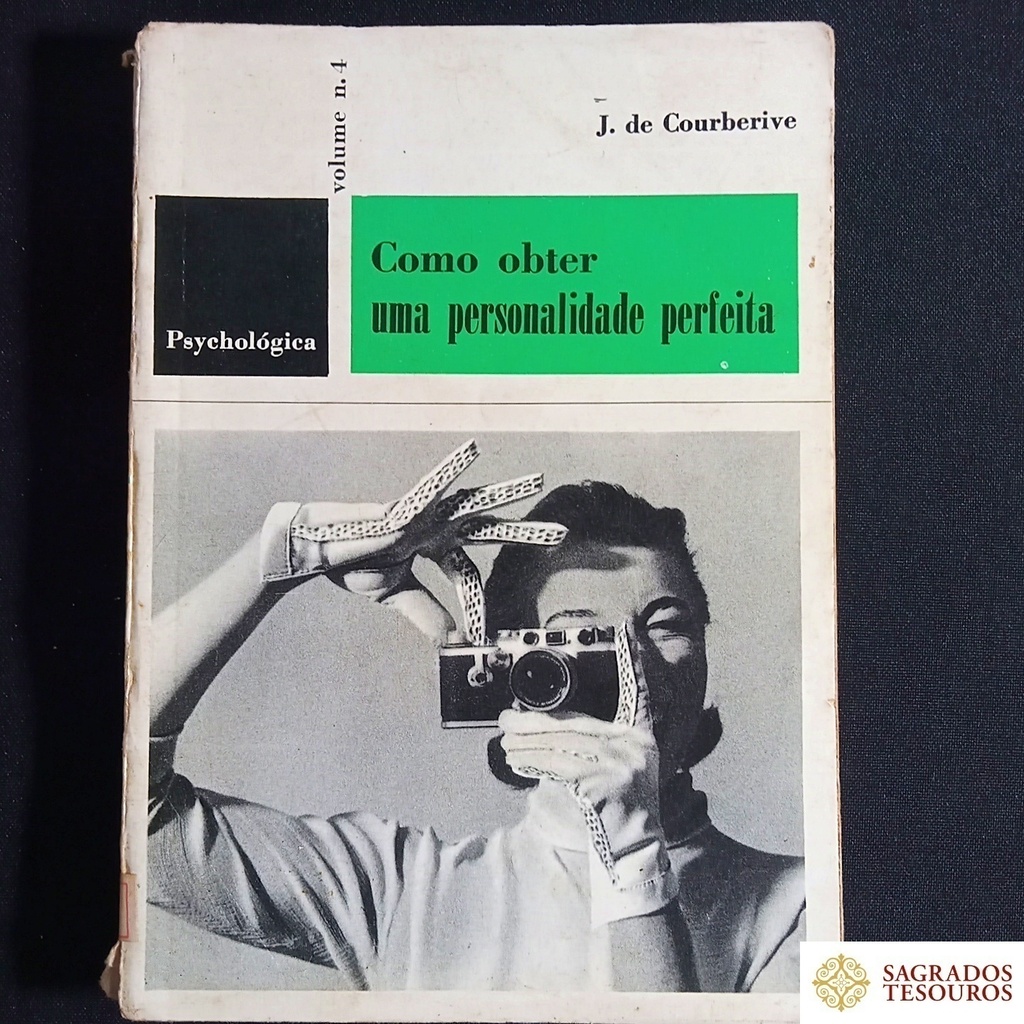 volume n. 4
J. de Courberive
Como obter
uma personalidade perfeita
Psychológica
SAGRADOS
TESOUROS